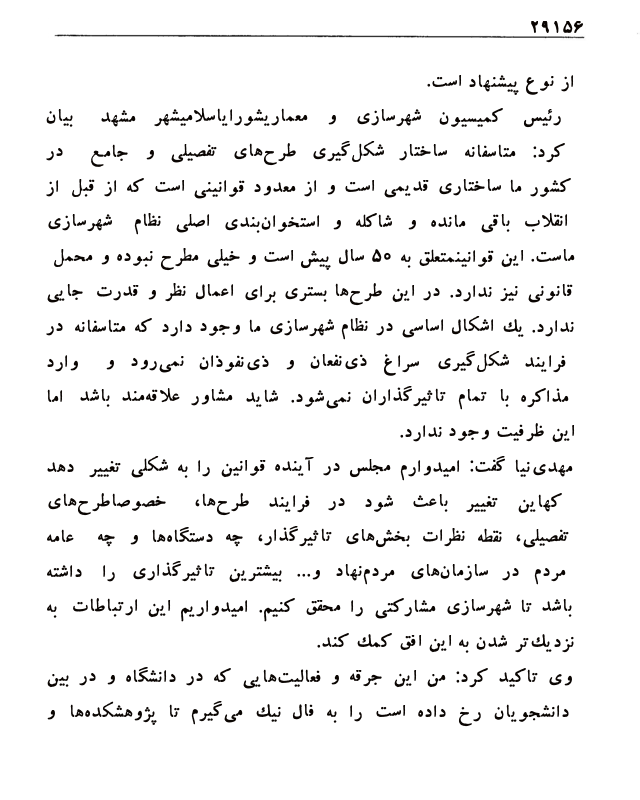 ۲۹۱۵۶
از نوع پیشنهاد است.
رئیس کمیسیون شهرسازی و معماریشورایاسلامیشهر مشهد بیان
کرد: متاسفانه ساختار شکل‌گیری طرح‌های تفصیلی و جامع در
کشور ما ساختاری قدیمی است و از معدود قوانینی است که از قبل از
انقلاب باقی مانده و شاکله و استخوان‌بندی اصلی نظام شهرسازی
ماست. این قوانینمتعلق به ۵۰ سال پیش است و خیلی مطرح نبوده و محمل
قانونی نیز ندارد. در این طرح‌ها بستری برای اعمال نظر و قدرت جایی
ندارد. یك اشکال اساسی در نظام شهرسازی ما وجود دارد که متاسفانه در
فرایند شکل‌گیری سراغ ذی‌نفعان و ذی‌نفوذان نمی‌رود و وارد
مذاکره با تمام تاثیرگذاران نمی‌شود. شاید مشاور علاقه‌مند باشد اما
این ظرفیت وجود ندارد.
مهدی‌نیا گفت: امیدوارم مجلس در آینده قوانین را به شکلی تغییر دهد
کهاین تغییر باعث شود در فرایند طرح‌ها، خصوصاطرح‌های
تفصیلی، نقطه نظرات بخش‌های تاثیرگذار، چه دستگاه‌ها و چه عامه
مردم در سازمان‌های مردم‌نهاد و... بیشترین تاثیرگذاری را داشته
باشد تا شهرسازی مشارکتی را محقق کنیم. امیدواریم این ارتباطات به
نزدیك‌تر شدن به این افق کمك کند.
وی تاکید کرد: من این جرقه و فعالیت‌هایی که در دانشگاه و در بین
دانشجویان رخ داده است را به فال نیك می‌گیرم تا پژوهشکده‌ها و